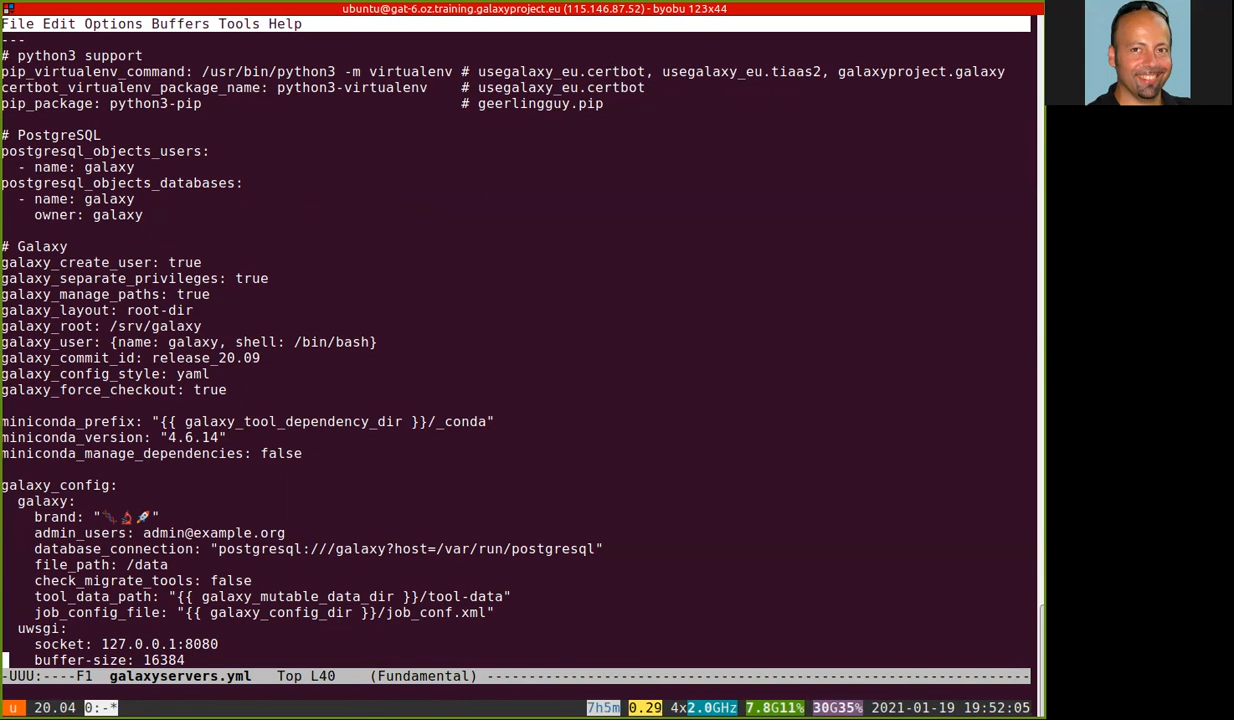 ubuntu@gat-6.oz.training.galaxyproject.eu (115.146.87.52) - byobu 123x44
File Edit Options Buffers Tools Help
---
# python3 support
pip_virtualenv_command: /usr/bin/python3 -m virtualenv # usegalaxy_eu.certbot, usegalaxy_eu.tiaas2, galaxyproject.galaxy
certbot_virtualenv_package_name: python3-virtualenv    # usegalaxy_eu.certbot
pip_package: python3-pip                               # geerlingguy.pip
# PostgreSQL
postgresql_objects_users:
  - name: galaxy
postgresql_objects_databases:
  - name: galaxy
    owner: galaxy
# Galaxy
galaxy_create_user: true
galaxy_separate_privileges: true
galaxy_manage_paths: true
galaxy_layout: root-dir
galaxy_root: /srv/galaxy
galaxy_user: {name: galaxy, shell: /bin/bash}
galaxy_commit_id: release_20.09
galaxy_config_style: yaml
galaxy_force_checkout: true
miniconda_prefix: "{{ galaxy_tool_dependency_dir }}/_conda"
miniconda_version: "4.6.14"
miniconda_manage_dependencies: false
galaxy_config:
  galaxy:
    brand: "🧬🔬🚀"
    admin_users: admin@example.org
    database_connection: "postgresql:///galaxy?host=/var/run/postgresql"
    file_path: /data
    check_migrate_tools: false
    tool_data_path: "{{ galaxy_mutable_data_dir }}/tool-data"
    job_config_file: "{{ galaxy_config_dir }}/job_conf.xml"
  uwsgi:
    socket: 127.0.0.1:8080
    buffer-size: 16384
-UUU:----F1  galaxyservers.yml   Top L40    (Fundamental) ------------------------------------------------------------------
u  20.04 0:-*  7h5m 0.29 4x2.0GHz 7.8G11% 30G35% 2021-01-19 19:52:05